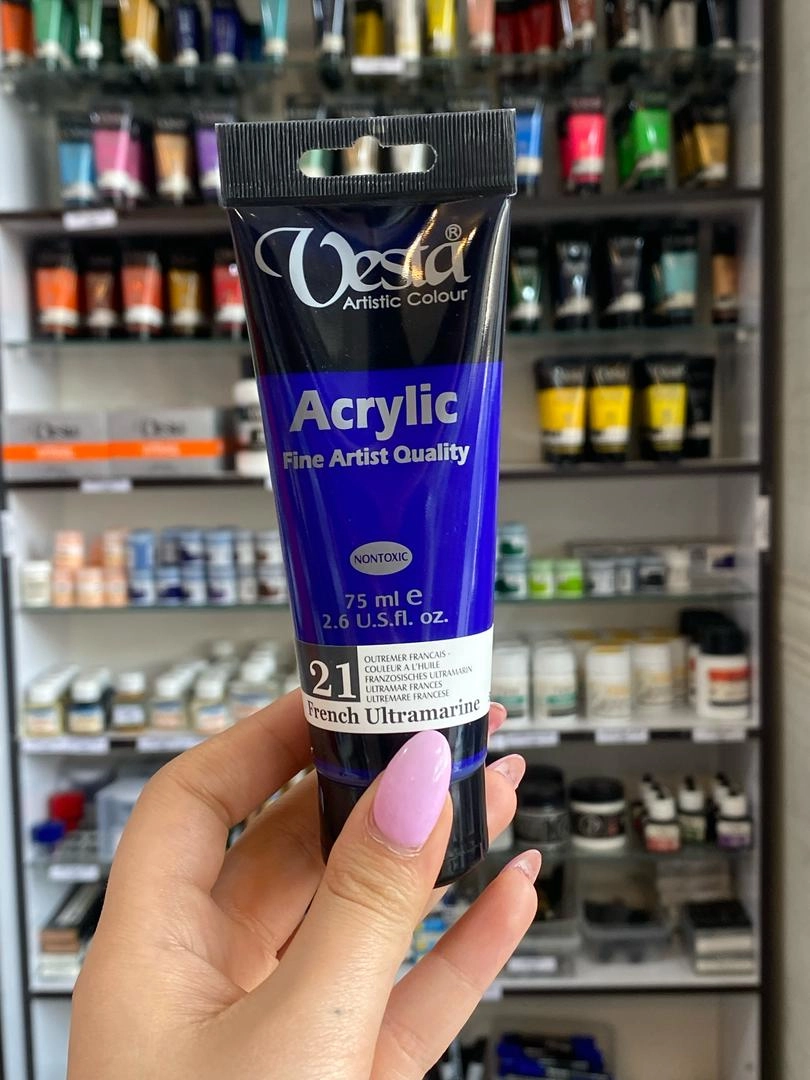 Vesta®
Artistic Colour
Acrylic
Fine Artist Quality
NONTOXIC
75 ml e
2.6 U.S.fl. oz.
21
OUTREMER FRANCAIS -
COULEUR A L'HUILE
FRANZOSISCHES ULTRAMARIN
ULTRAMAR FRANCES
ULTREMARE FRANCESE
French Ultramarine